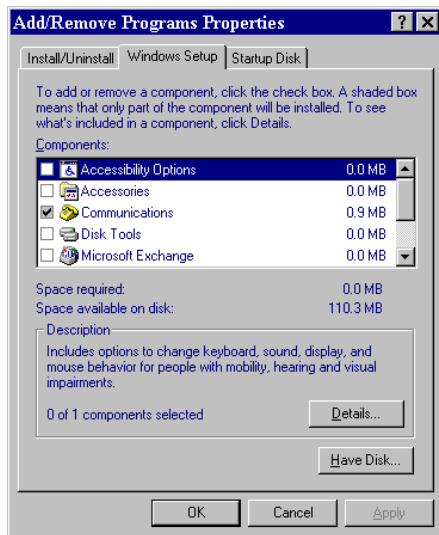 Add/Remove Programs Properties
Install/Uninstall Windows Setup Startup Disk
To add or remove a component, click the check box. A shaded box
means that only part of the component will be installed. To see
what's included in a component, click Details.
Components:
Accessibility Options 0.0 MB
Accessories 0.0 MB
Communications 0.9 MB
Disk Tools 0.0 MB
Microsoft Exchange 0.0 MB
Space required: 0.0 MB
Space available on disk: 110.3 MB
Description
Includes options to change keyboard, sound, display, and
mouse behavior for people with mobility, hearing and visual
impairments.
0 of 1 components selected Details...
Have Disk...
OK Cancel Apply